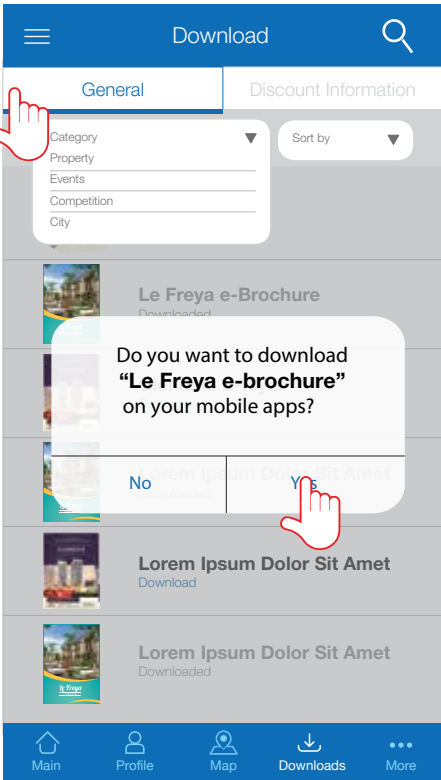 Download
General
Discount Information
Category
Sort by
Property
Events
Competition
City
Le Freya e-Brochure
Downloaded
Do you want to download
“Le Freya e-brochure”
on your mobile apps?
Lorem Ipsum Dolor Sit Amet
No
Yes
Lorem Ipsum Dolor Sit Amet
Download
Lorem Ipsum Dolor Sit Amet
Downloaded
le Freya
Main
Profile
Map
Downloads
More